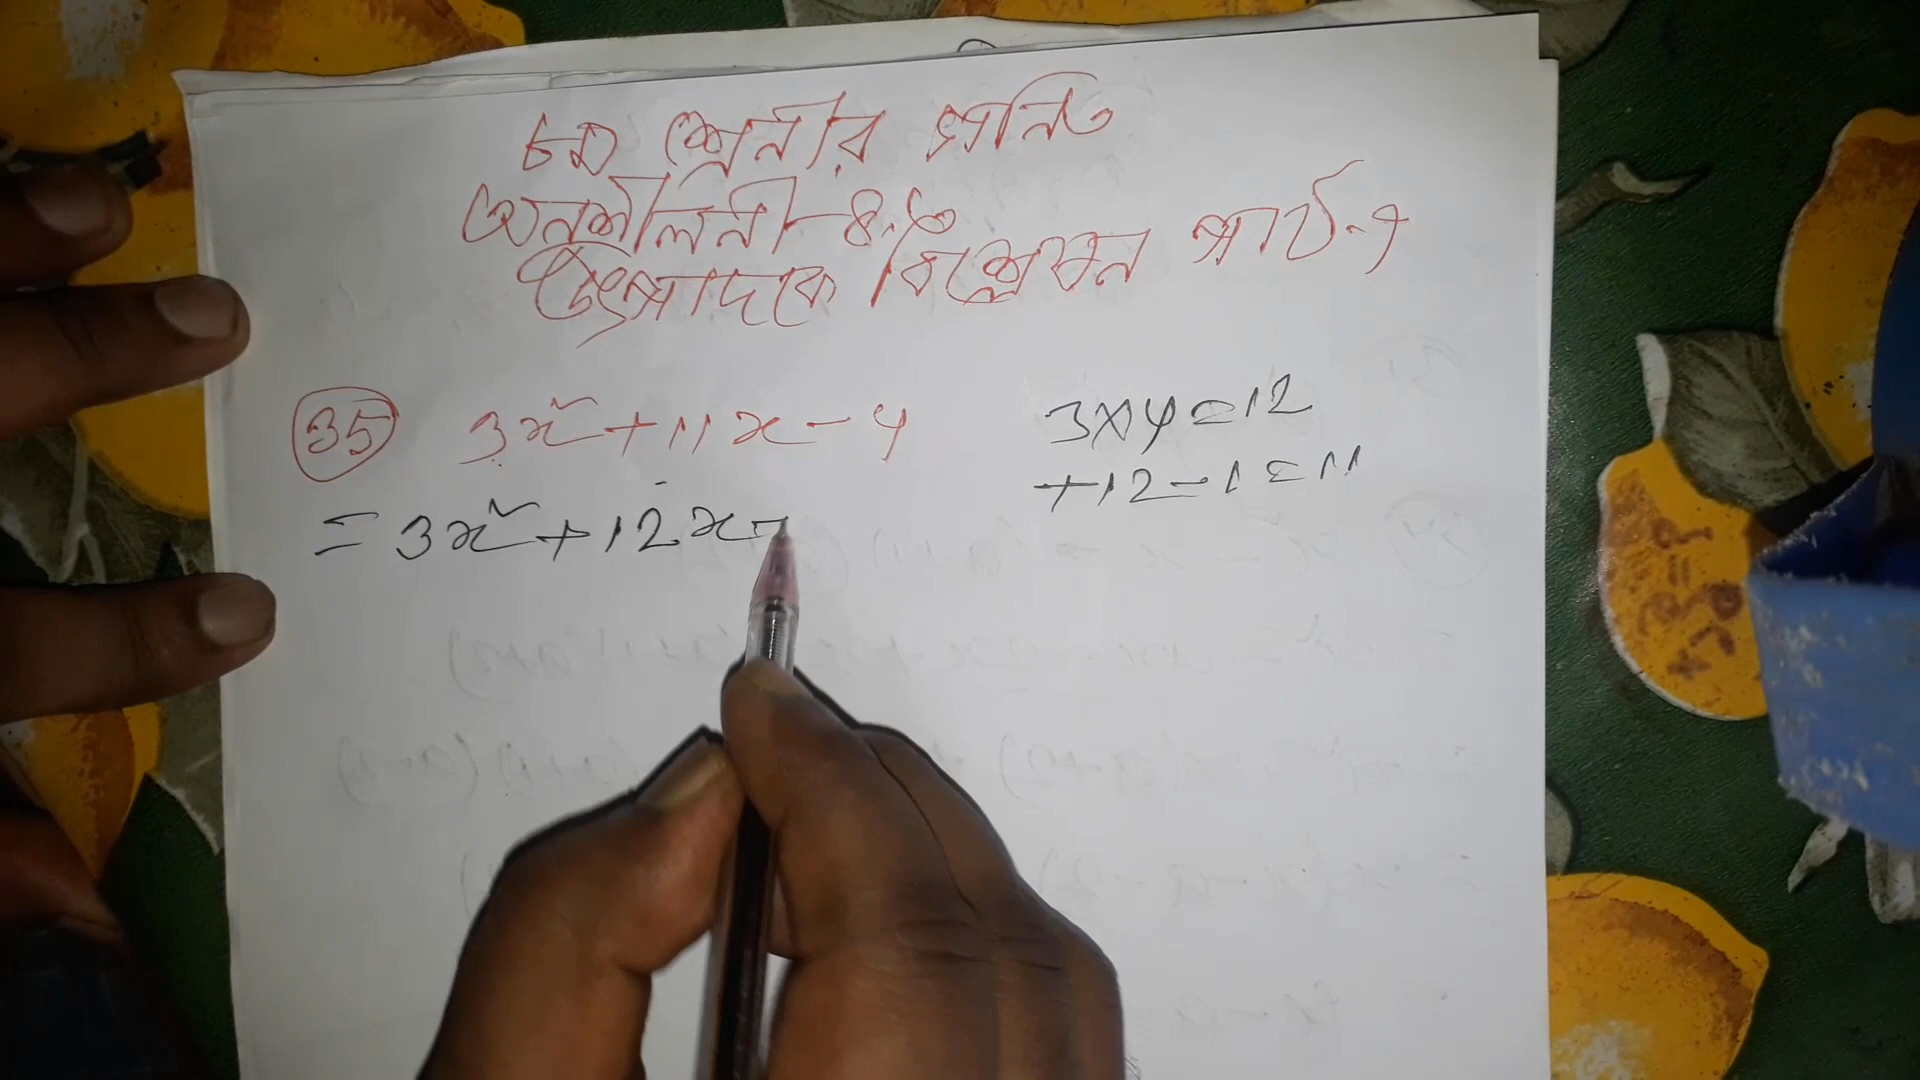 ৮ম শ্রেনীর গনিত
অনুশীলনী-৪.৩
উৎপাদকে বিশ্লেষন পার্ট-৭
35 3x²+11x-4
3×4=12
+12-1=11
=3x²+12x-